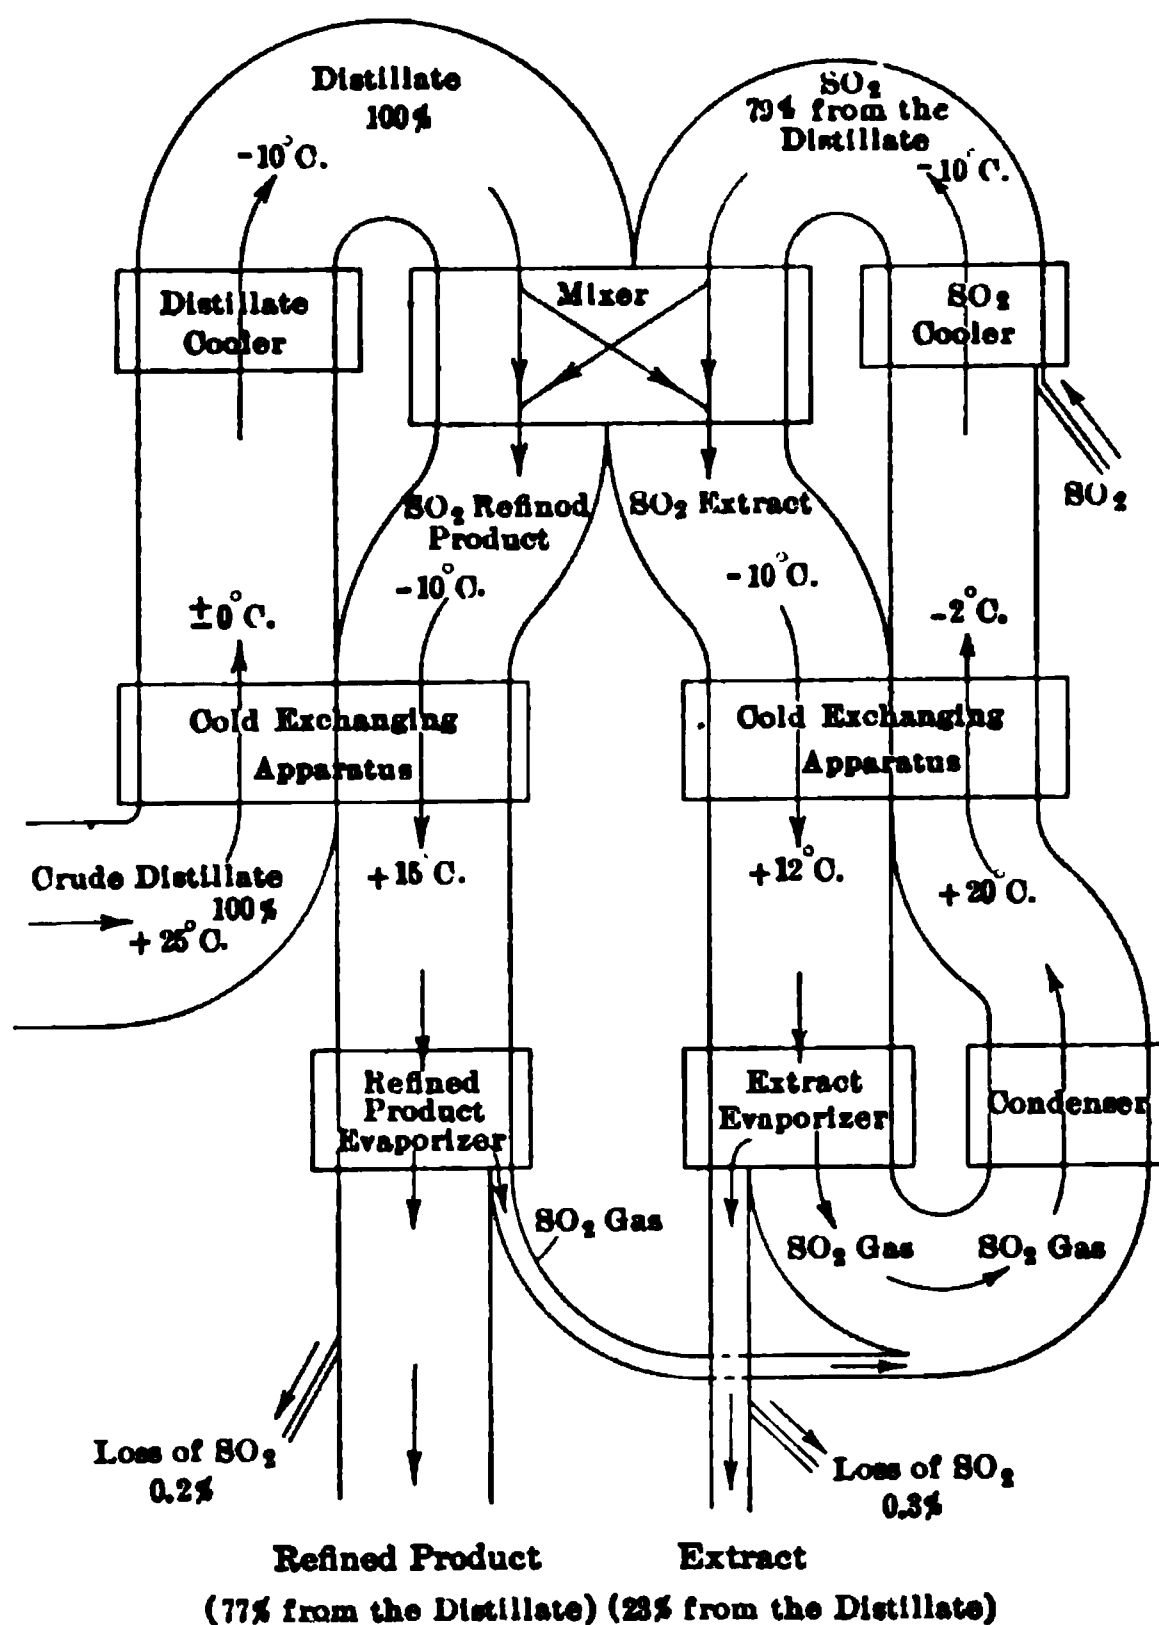 Distillate
100%
-10°C.
SO2
79% from the
Distillate
-10°C.
Distillate
Cooler
Mixer
SO2
Cooler
SO2
SO2 Refinod
Product
-10°C.
SO2 Extract
-10°C.
±0°C.
-2°C.
Cold Exchanging
Apparatus
Cold Exchanging
Apparatus
Crude Distillate
100%
+25°C.
+15°C.
+12°C.
+20°C.
Refined
Product
Evaporizer
Extract
Evaporizer
Condenser
SO2 Gas
SO2 Gas
SO2 Gas
Loss of SO2
0.2%
Loss of SO2
0.3%
Refined Product
(77% from the Distillate)
Extract
(23% from the Distillate)